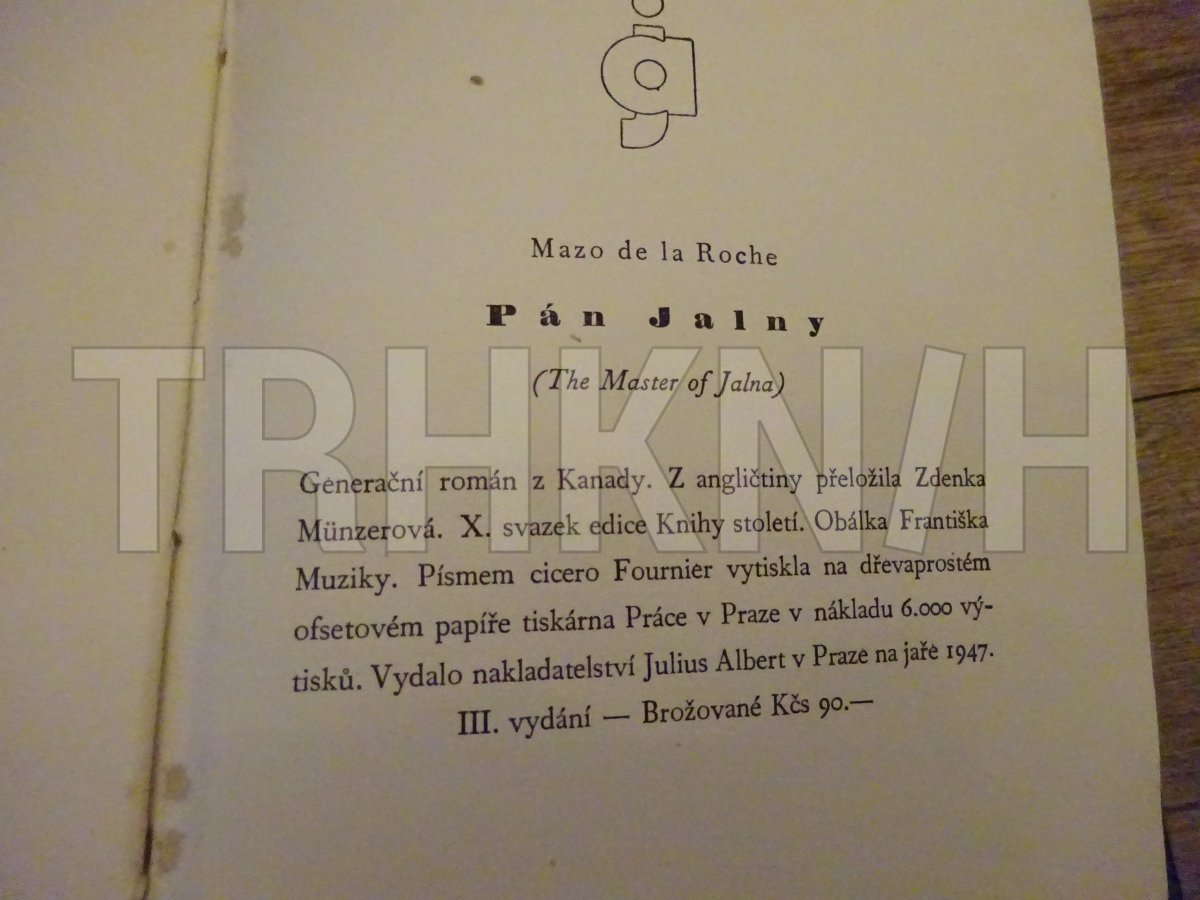 Mazo de la Roche
Pán Jalny
(The Master of Jalna)
TRHKNIH
Generační román z Kanady. Z angličtiny přeložila Zdenka
Münzerová. X. svazek edice Knihy století. Obálka Františka
Muziky. Písmem cicero Fournier vytiskla na dřevaprostém
ofsetovém papíře tiskárna Práce v Praze v nákladu 6.000 vý-
tisků. Vydalo nakladatelství Julius Albert v Praze na jaře 1947.
III. vydání — Brožované Kčs 90.—